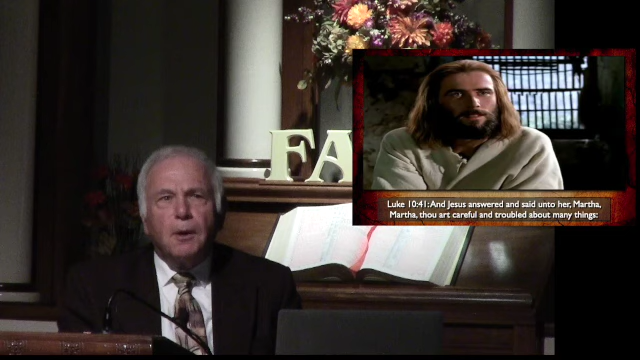 FA
Luke 10:41: And Jesus answered and said unto her, Martha,
Martha, thou art careful and troubled about many things: